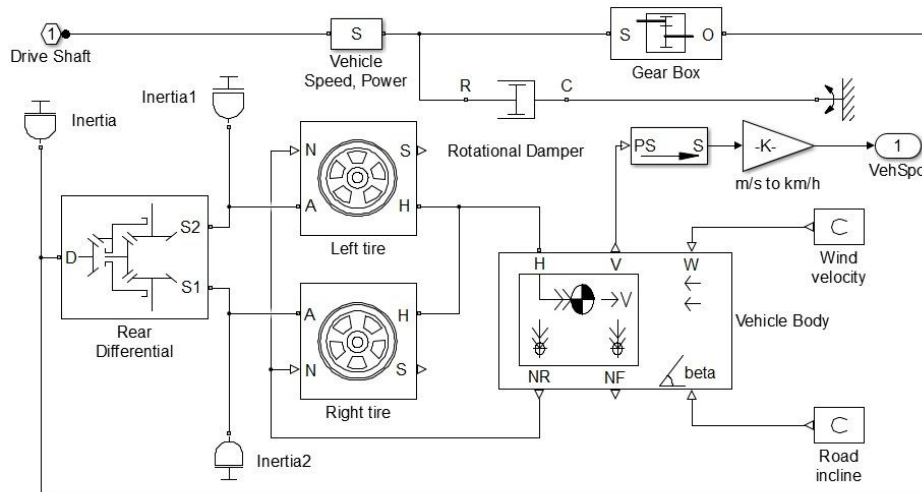 1
Drive Shaft
S
Vehicle
Speed, Power
S
O
Gear Box
R
C
Inertia
Inertia1
N
S
Rotational Damper
PS S
-K-
1
m/s to km/h
VehSpd
A
H
Left tire
C
Wind
velocity
D
S2
S1
Rear
Differential
H
V
W
V
Vehicle Body
A
H
N
S
Right tire
beta
NR
NF
C
Road
incline
Inertia2